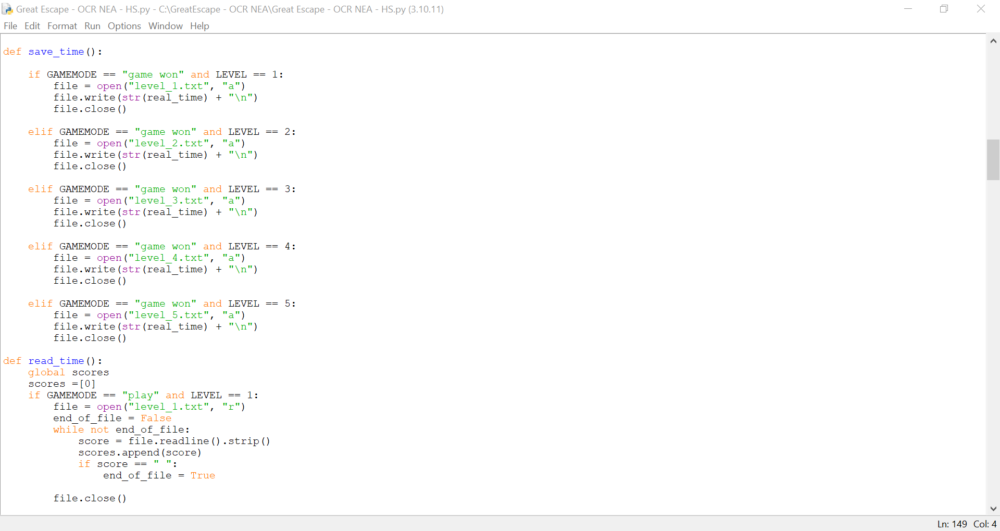 Great Escape - OCR NEA - HS.py - C:\GreatEscape - OCR NEA\Great Escape - OCR NEA - HS.py (3.10.11)
File Edit Format Run Options Window Help
def save_time():
    if GAMEMODE == "game won" and LEVEL == 1:
        file = open("level_1.txt", "a")
        file.write(str(real_time) + "\n")
        file.close()
    elif GAMEMODE == "game won" and LEVEL == 2:
        file = open("level_2.txt", "a")
        file.write(str(real_time) + "\n")
        file.close()
    elif GAMEMODE == "game won" and LEVEL == 3:
        file = open("level_3.txt", "a")
        file.write(str(real_time) + "\n")
        file.close()
    elif GAMEMODE == "game won" and LEVEL == 4:
        file = open("level_4.txt", "a")
        file.write(str(real_time) + "\n")
        file.close()
    elif GAMEMODE == "game won" and LEVEL == 5:
        file = open("level_5.txt", "a")
        file.write(str(real_time) + "\n")
        file.close()
def read_time():
    global scores
    scores =[0]
    if GAMEMODE == "play" and LEVEL == 1:
        file = open("level_1.txt", "r")
        end_of_file = False
        while not end_of_file:
            score = file.readline().strip()
            scores.append(score)
            if score == " ":
                end_of_file = True
        file.close()
Ln: 149 Col: 4